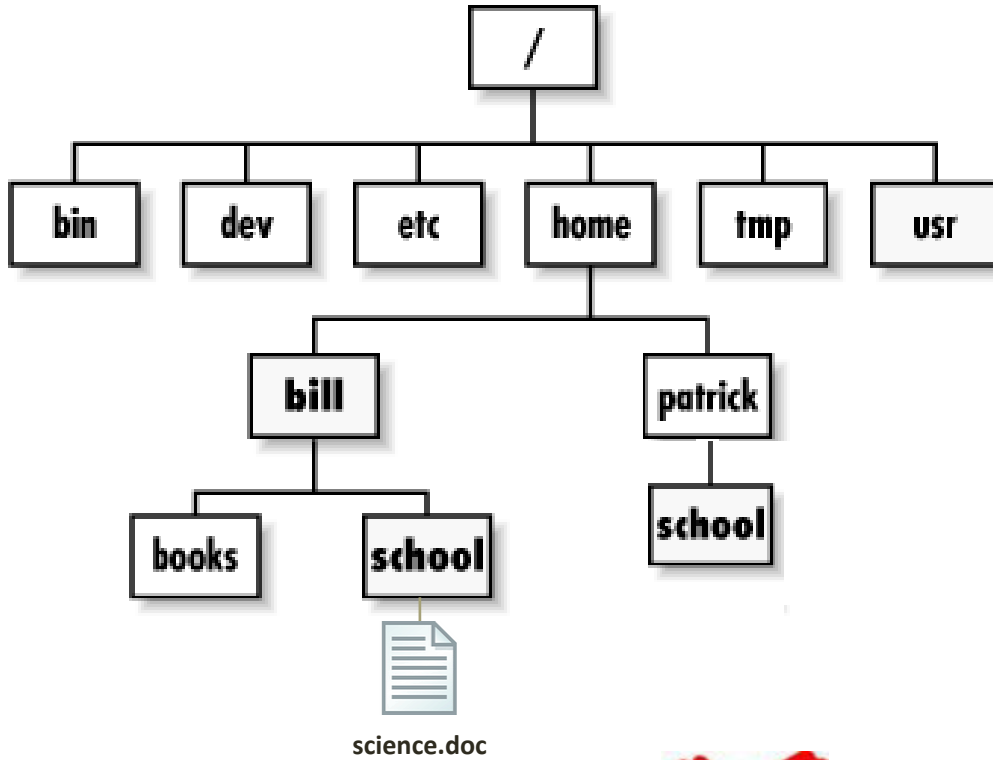 /
bin dev etc home tmp usr
bill patrick
books school school
science.doc